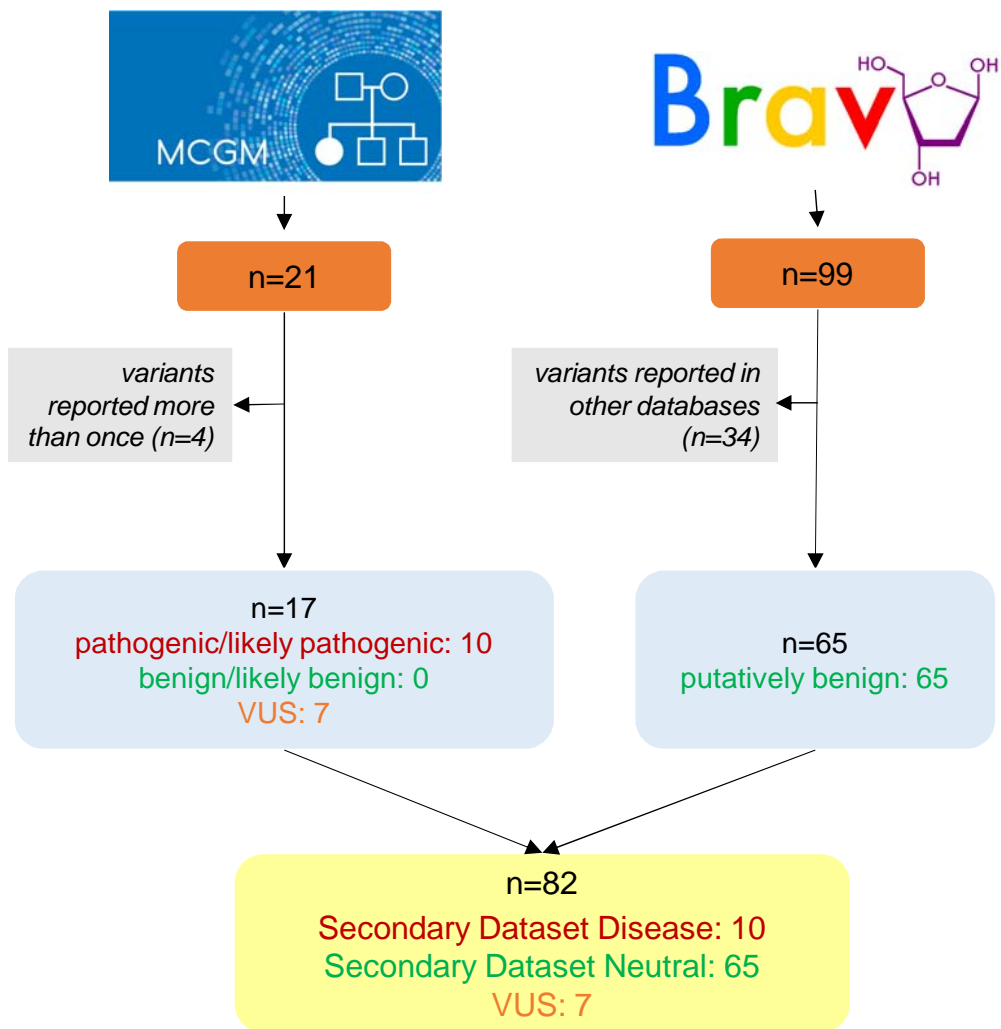 MCGM
Bravo
HO
OH
OH
n=21
n=99
variants
reported more
than once (n=4)
variants reported in
other databases
(n=34)
n=17
pathogenic/likely pathogenic: 10
benign/likely benign: 0
VUS: 7
n=65
putatively benign: 65
n=82
Secondary Dataset Disease: 10
Secondary Dataset Neutral: 65
VUS: 7